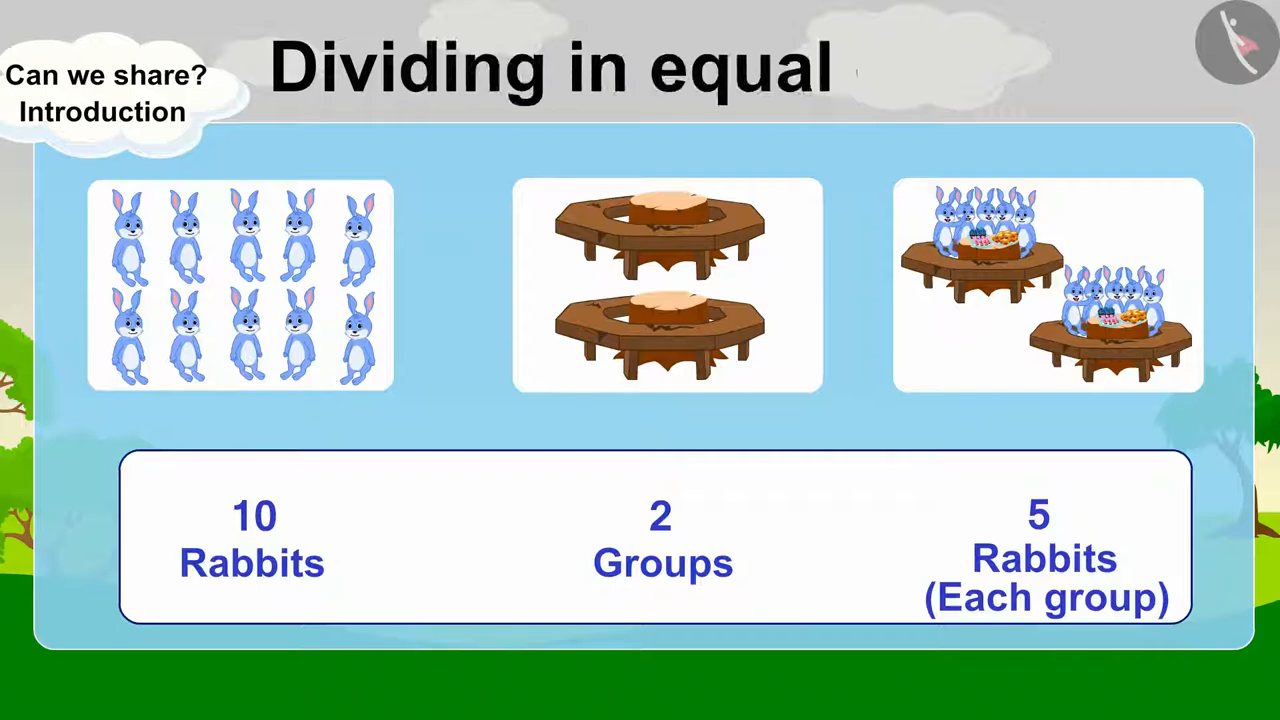 Can we share?
Introduction
Dividing in equal
10
Rabbits
2
Groups
5
Rabbits
(Each group)